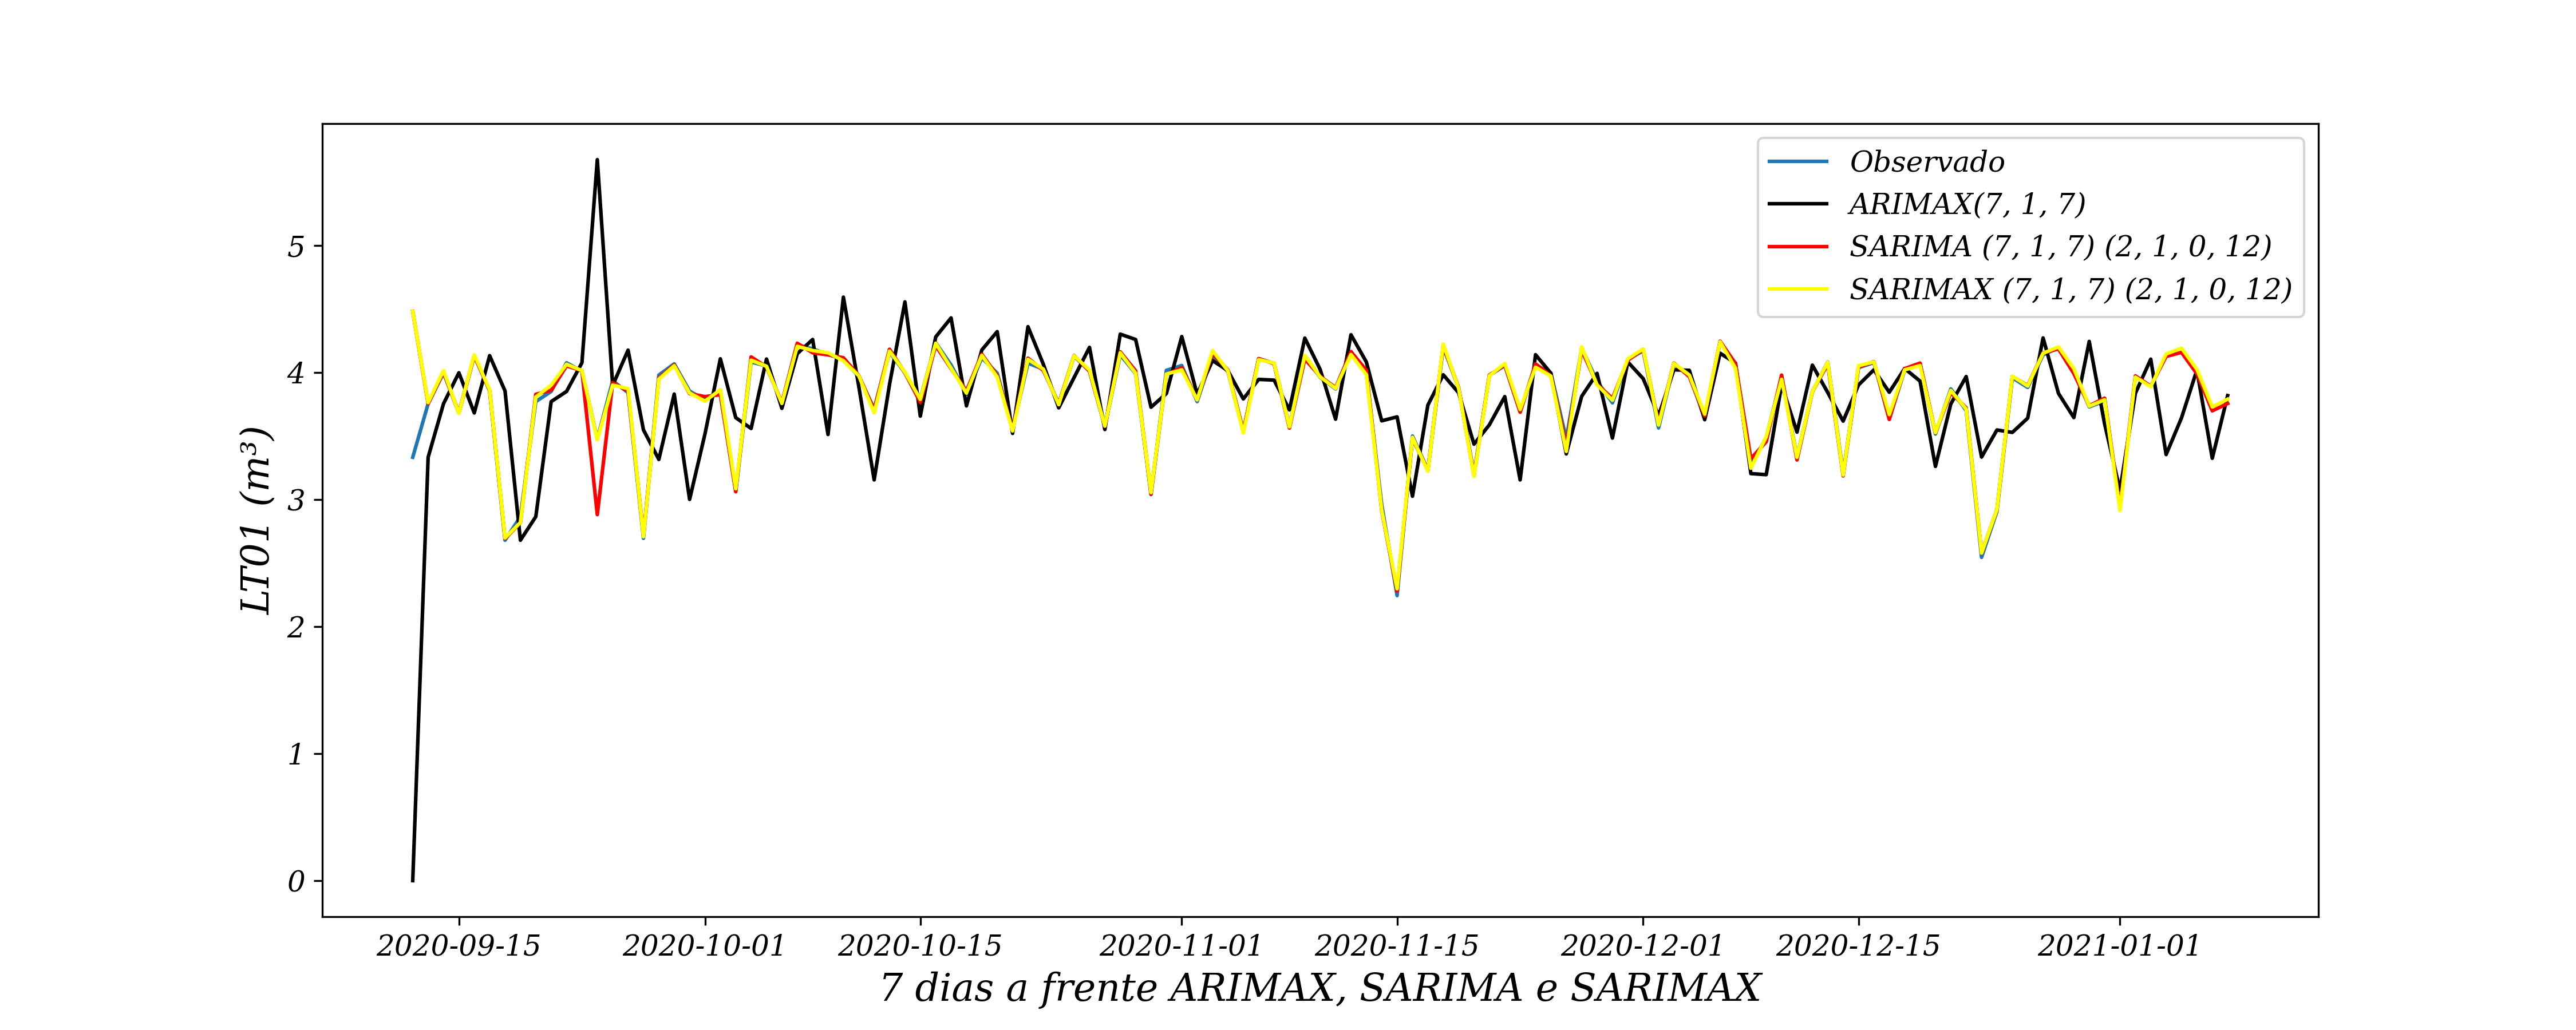 Observado
ARIMAX(7, 1, 7)
SARIMA (7, 1, 7) (2, 1, 0, 12)
SARIMAX (7, 1, 7) (2, 1, 0, 12)
LT01 (m³)
5
4
3
2
1
0
2020-09-15 2020-10-01 2020-10-15 2020-11-01 2020-11-15 2020-12-01 2020-12-15 2021-01-01
7 dias a frente ARIMAX, SARIMA e SARIMAX